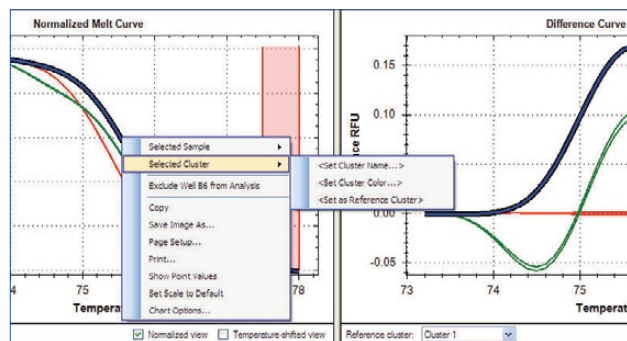 Normalized Melt Curve
Selected Sample
Selected Cluster
Exclude Well B6 from Analysis
Copy
Save Image As...
Page Setup...
Print...
Show Point Values
Set Scale to Default
Chart Options...
<Set Cluster Name...>
<Set Cluster Color...>
<Set as Reference Cluster>
4 75 78
Temperat
Normalized view Temperature-shifted view
Difference Curve
nce RFU
0.15
0.10
0.00
-0.05
73 74 75
Temperatu
Reference cluster: Cluster 1